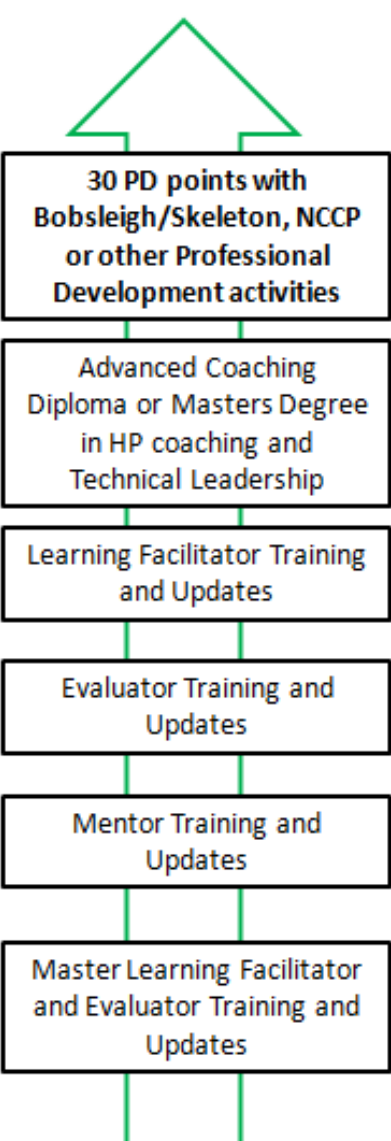 30 PD points with
Bobsleigh/Skeleton, NCCP
or other Professional
Development activities
Advanced Coaching
Diploma or Masters Degree
in HP coaching and
Technical Leadership
Learning Facilitator Training
and Updates
Evaluator Training and
Updates
Mentor Training and
Updates
Master Learning Facilitator
and Evaluator Training and
Updates